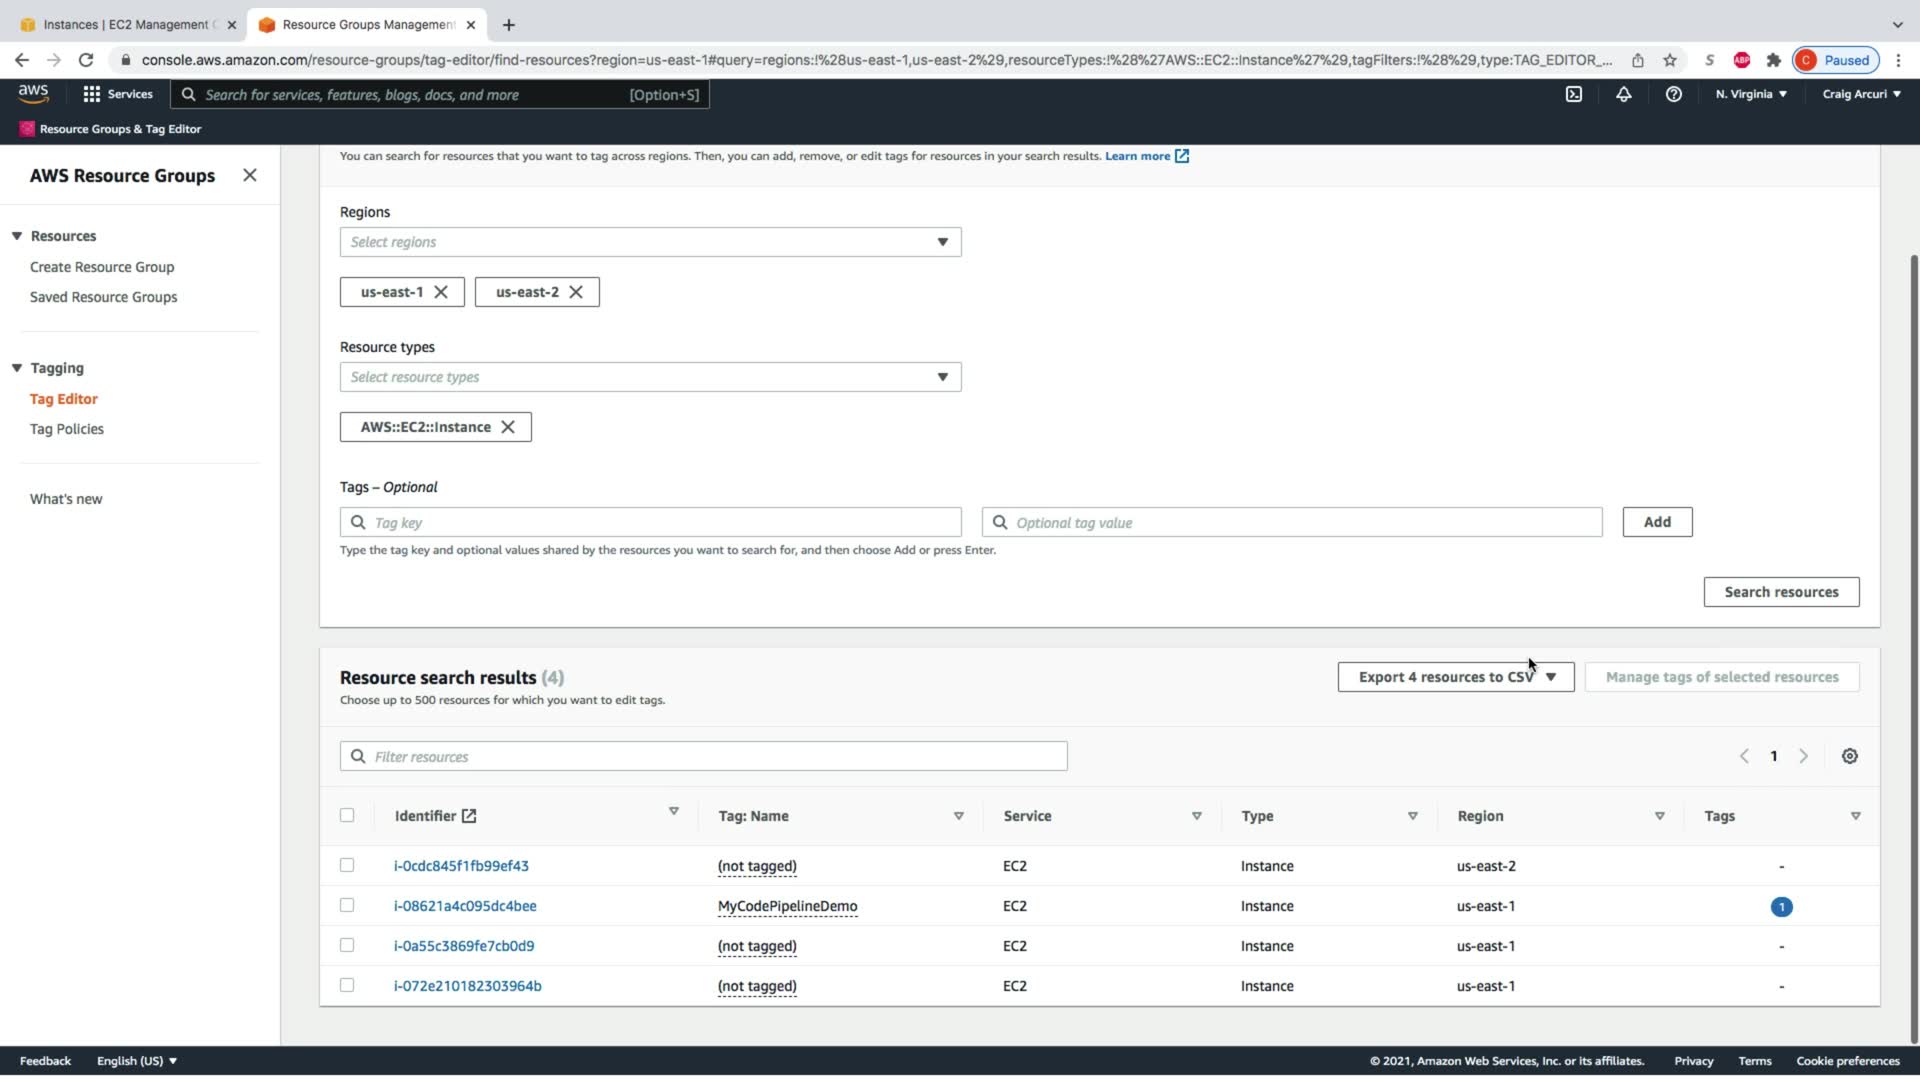 Instances | EC2 Management C
Resource Groups Management
console.aws.amazon.com/resource-groups/tag-editor/find-resources?region=us-east-1#query=regions:!%28us-east-1,us-east-2%29,resourceTypes:!%28%27AWS::EC2::Instance%27%29,tagFilters:!%28%29,type:TAG_EDITOR_...
S
ABP
C Paused
aws
Services
Search for services, features, blogs, docs, and more [Option+S]
N. Virginia
Craig Arcuri
Resource Groups & Tag Editor
AWS Resource Groups
Resources
Create Resource Group
Saved Resource Groups
Tagging
Tag Editor
Tag Policies
What's new
You can search for resources that you want to tag across regions. Then, you can add, remove, or edit tags for resources in your search results. Learn more
Regions
Select regions
us-east-1 us-east-2
Resource types
Select resource types
AWS::EC2::Instance
Tags – Optional
Tag key Optional tag value Add
Type the tag key and optional values shared by the resources you want to search for, and then choose Add or press Enter.
Search resources
Resource search results (4)
Choose up to 500 resources for which you want to edit tags.
Export 4 resources to CSV
Manage tags of selected resources
Filter resources
1
Identifier Tag: Name Service Type Region Tags
i-0cdc845f1fb99ef43 (not tagged) EC2 Instance us-east-2 -
i-08621a4c095dc4bee MyCodePipelineDemo EC2 Instance us-east-1 1
i-0a55c3869fe7cb0d9 (not tagged) EC2 Instance us-east-1 -
i-072e210182303964b (not tagged) EC2 Instance us-east-1 -
Feedback English (US) © 2021, Amazon Web Services, Inc. or its affiliates. Privacy Terms Cookie preferences